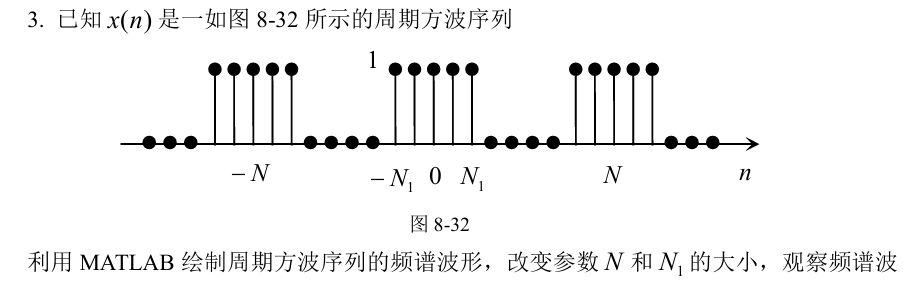 3. 已知 x(n) 是一如图 8-32 所示的周期方波序列
1
−N −N₁ 0 N₁ N n
图 8-32
利用 MATLAB 绘制周期方波序列的频谱波形，改变参数 N 和 N₁ 的大小，观察频谱波